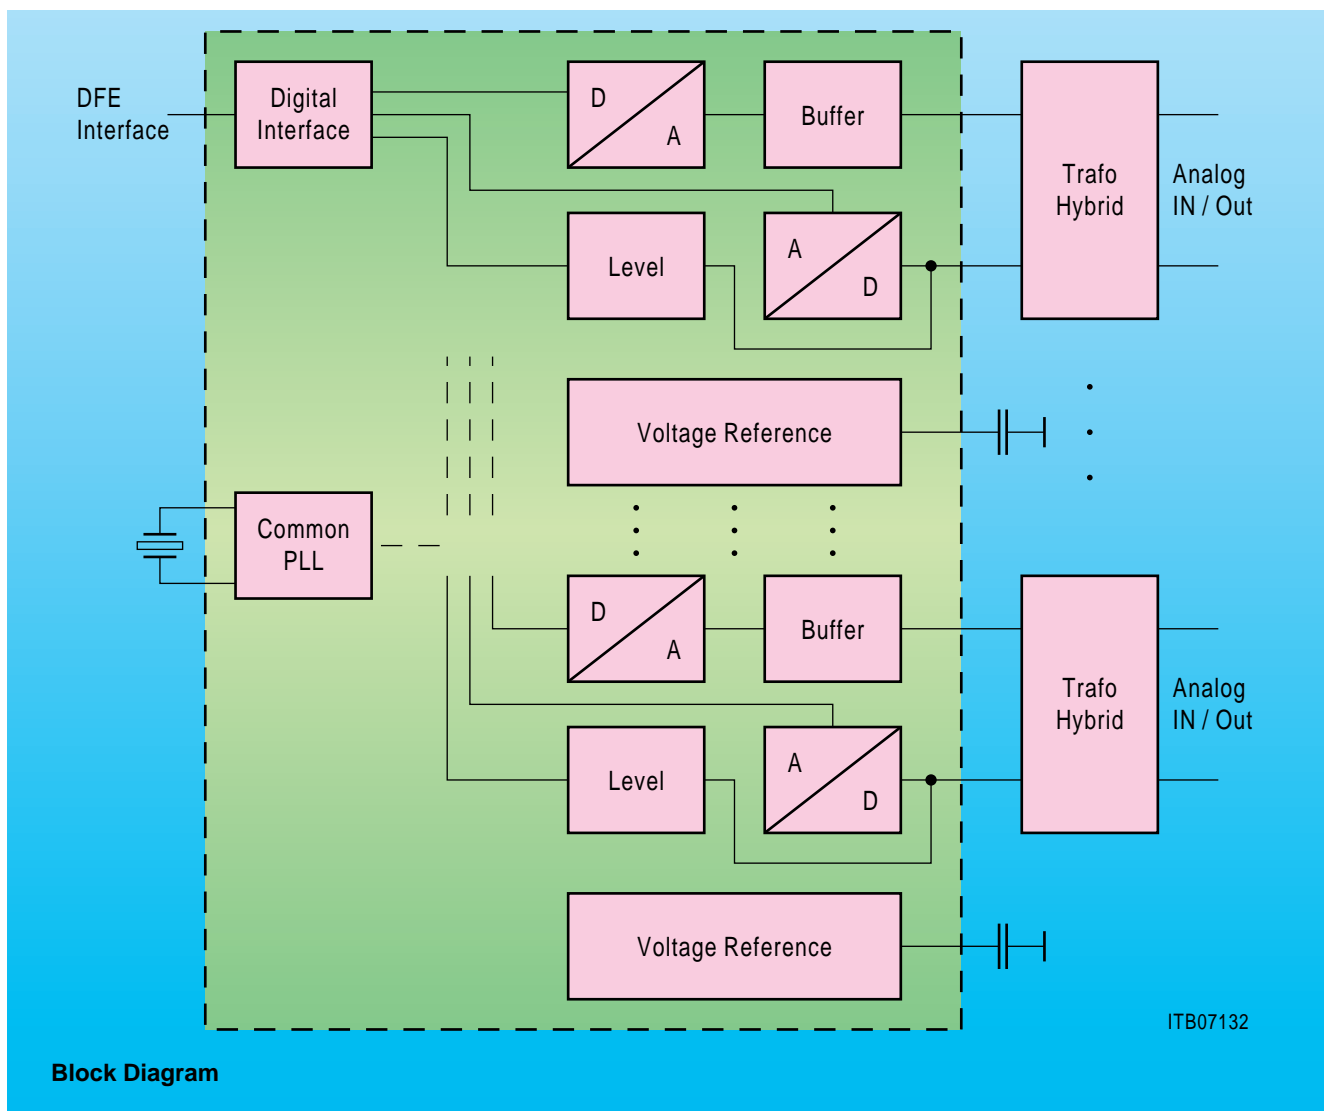 DFE
Interface
Digital
Interface
D
A
Buffer
Trafo
Hybrid
Analog
IN / Out
Level
A
D
Voltage Reference
Common
PLL
D
A
Buffer
Trafo
Hybrid
Analog
IN / Out
Level
A
D
Voltage Reference
ITB07132
Block Diagram